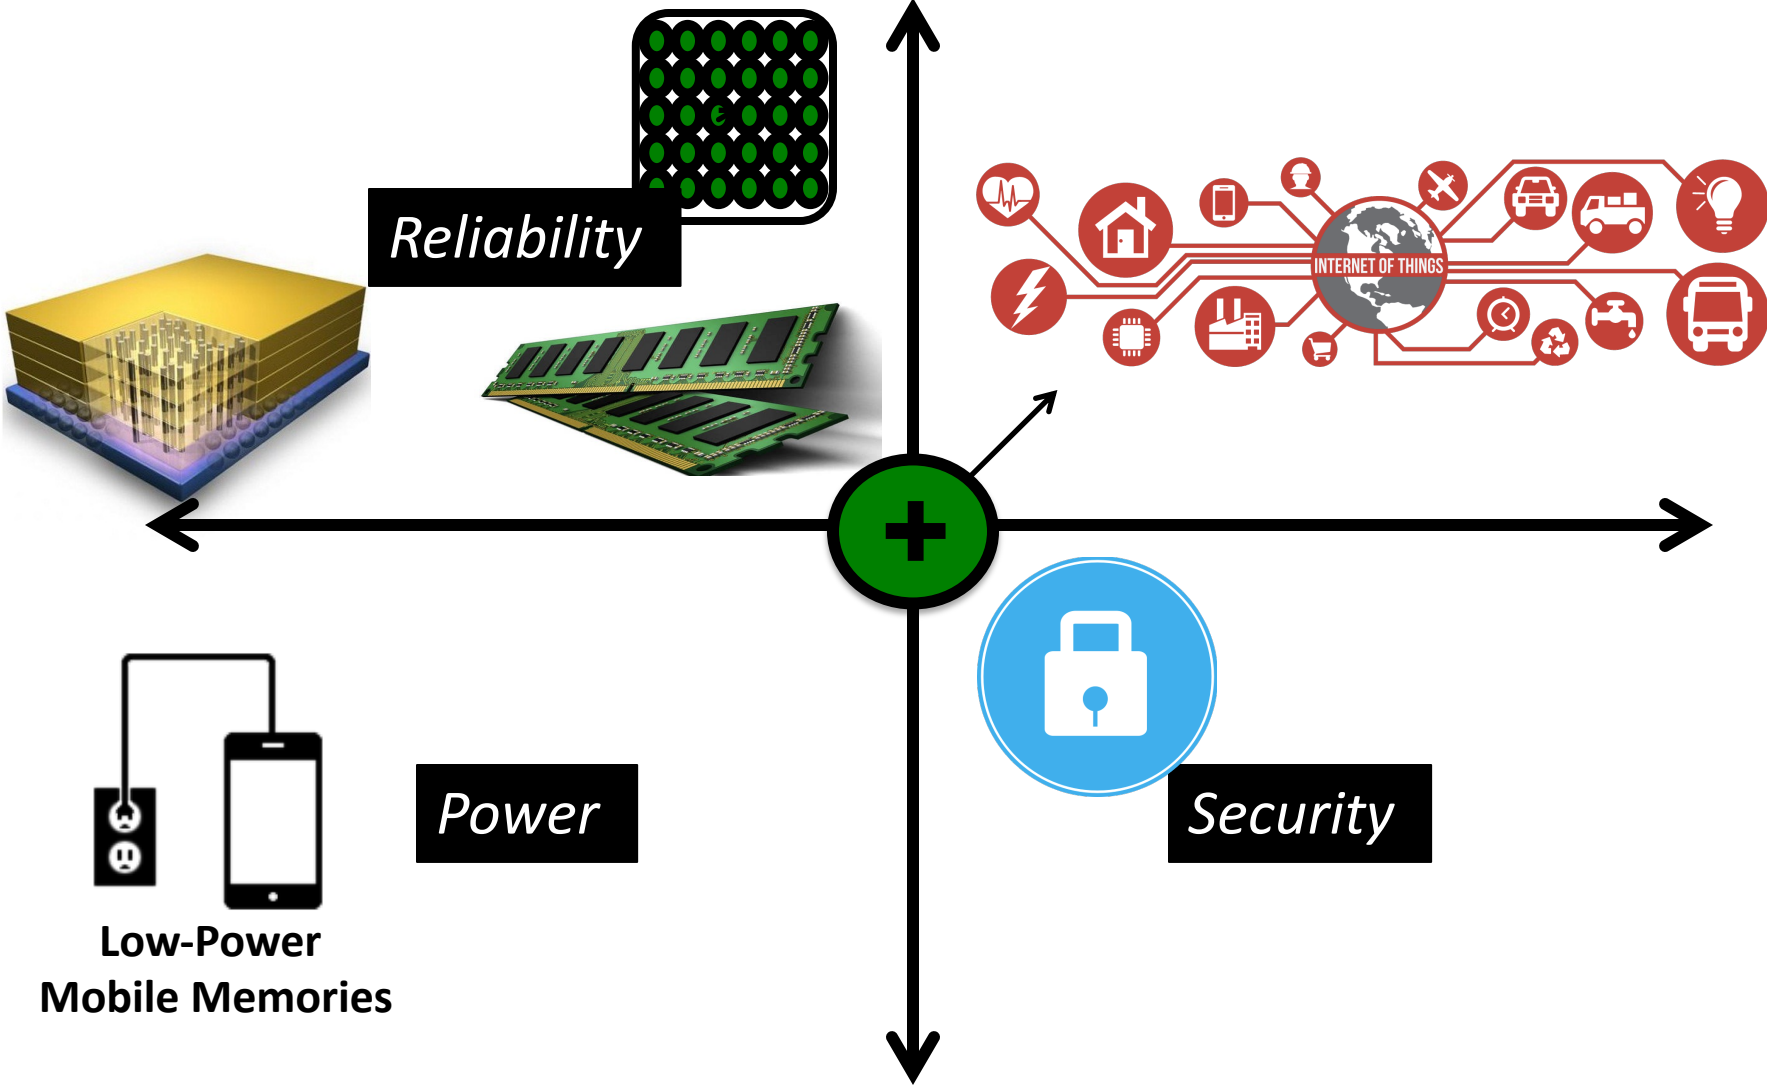 Reliability
INTERNET OF THINGS
+
Power
Security
Low-Power
Mobile Memories